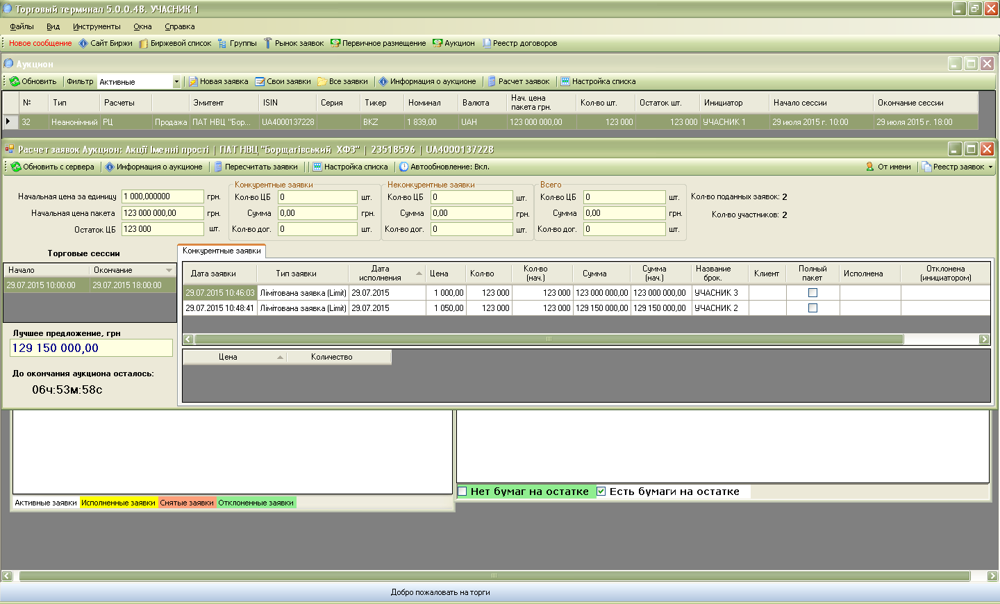 Торговый терминал 5.0.0.48. УЧАСНИК 1
Файлы Вид Инструменты Окна Справка
Новое сообщение Сайт Биржи Биржевой список Группы Рынок заявок Первичное размещение Аукцион Реестр договоров
Аукцион
Обновить Фильтр Активные Новая заявка Свои заявки Все заявки Информация о аукционе Расчет заявок Настройка списка
№ Тип Расчеты Эмитент ISIN Серия Тикер Номинал Валюта Нач. цена пакета грн. Кол-во шт. Остаток шт. Инициатор Начало сессии Окончание сессии
32 Неанонімний РЦ Продажа ПАТ НВЦ "Бор... UA4000137228 BKZ 1 839,00 UAH 123 000 000,00 123 000 123 000 УЧАСНИК 1 29 июля 2015 г. 10:00 29 июля 2015 г. 18:00
Расчет заявок Аукцион: Акції Іменні прості | ПАТ НВЦ "Борщагівський ХФЗ" | 23518596 | UA4000137228
Обновить с сервера Информация о аукционе Пересчитать заявки Настройка списка Автообновление: Вкл. От имени Реестр заявок
Конкурентные заявки Неконкурентные заявки Всего
Начальная цена за единицу 1 000,000000 грн. Кол-во ЦБ 0 шт. Кол-во ЦБ 0 шт. Кол-во ЦБ 0 шт. Кол-во поданных заявок: 2
Начальная цена пакета 123 000 000,00 грн. Сумма 0,00 грн. Сумма 0,00 грн. Сумма 0,00 грн. Кол-во участников: 2
Остаток ЦБ 123 000 шт. Кол-во дог. 0 шт. Кол-во дог. 0 шт. Кол-во дог. 0 шт.
Торговые сессии
Начало Окончание
29.07.2015 10:00:00 29.07.2015 18:00:00
Лучшее предложение, грн
129 150 000,00
До окончания аукциона осталось:
06ч:53м:58с
Конкурентные заявки
Дата заявки Тип заявки Дата исполнения Цена Кол-во Кол-во (нач.) Сумма Сумма (нач.) Название брок. Клиент Полный пакет Исполнена Отклонена (инициатором)
29.07.2015 10:46:03 Лімітована заявка (Limit) 29.07.2015 1 000,00 123 000 123 000 123 000 000,00 123 000 000,00 УЧАСНИК 3
29.07.2015 10:48:41 Лімітована заявка (Limit) 29.07.2015 1 050,00 123 000 123 000 129 150 000,00 129 150 000,00 УЧАСНИК 2
Цена Количество
Активные заявки Исполненные заявки Снятые заявки Отклоненные заявки
Нет бумаг на остатке Есть бумаги на остатке
Добро пожаловать на торги